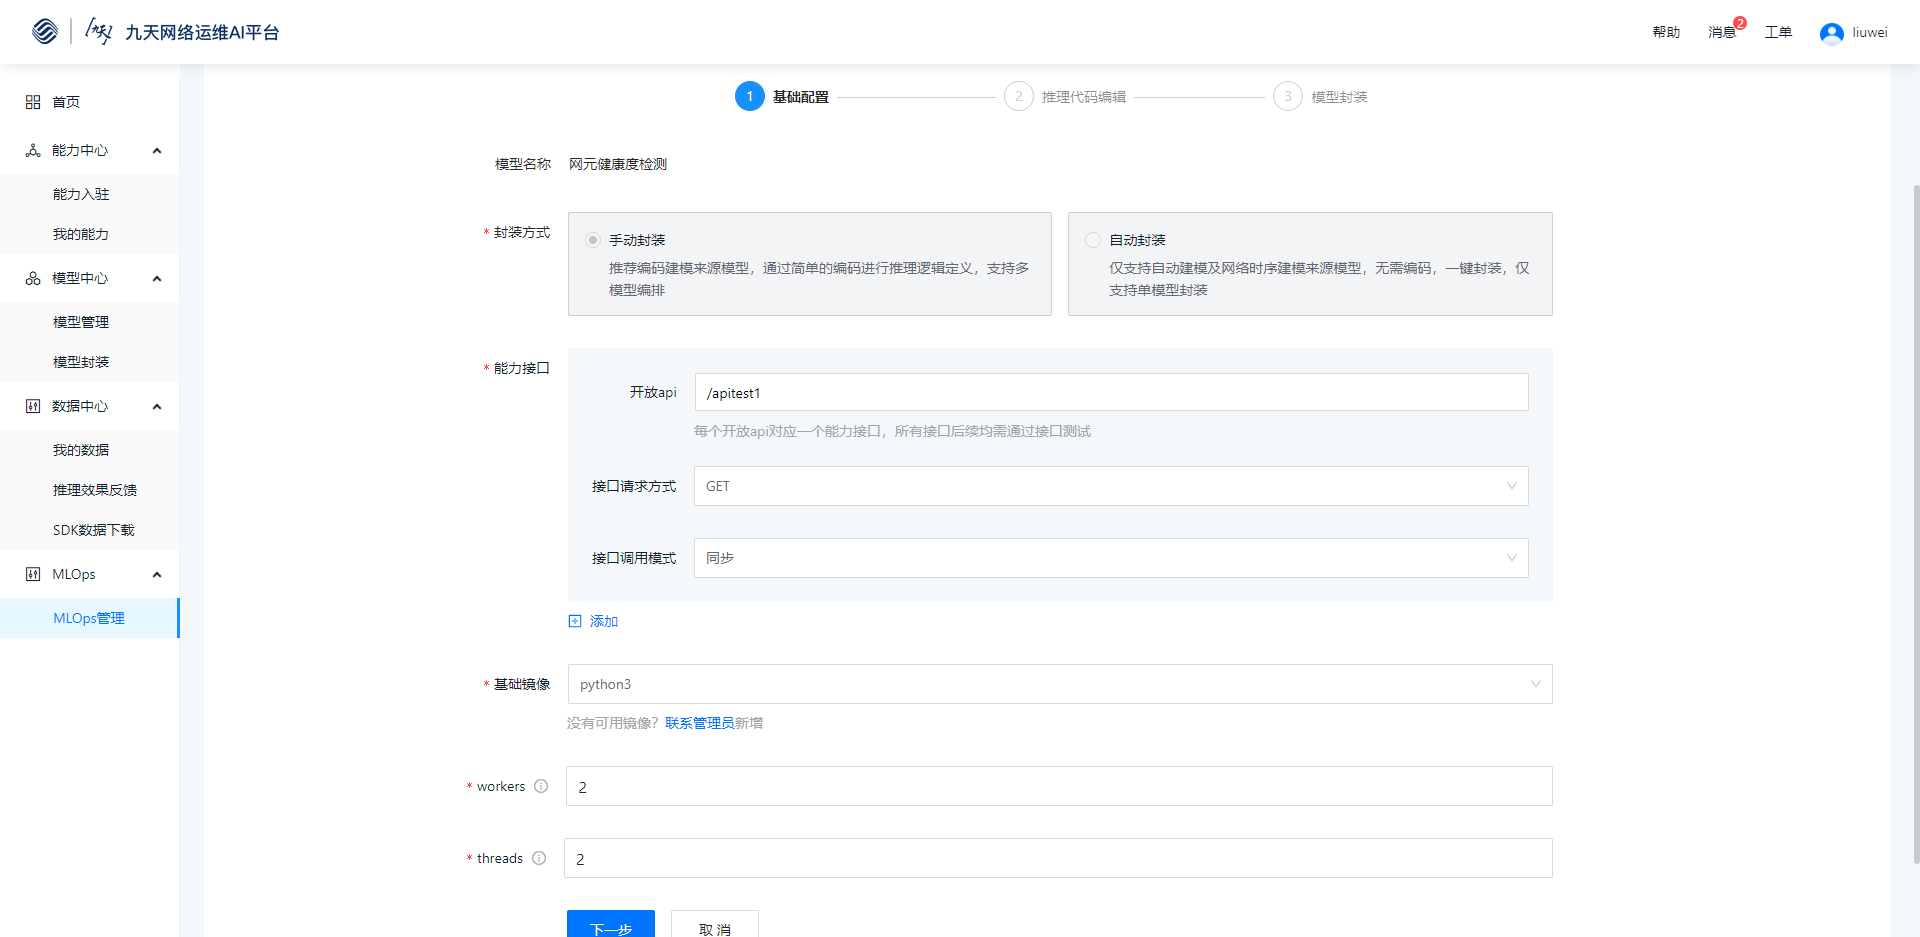 九天网络运维AI平台
帮助
消息
2
工单
liuwei
首页
能力中心
能力入驻
我的能力
模型中心
模型管理
模型封装
数据中心
我的数据
推理效果反馈
SDK数据下载
MLOps
MLOps管理
1 基础配置
2 推理代码编辑
3 模型封装
模型名称 网元健康度检测
* 封装方式
手动封装
推荐编码建模来源模型，通过简单的编码进行推理逻辑定义，支持多
模型编排
自动封装
仅支持自动建模及网络时序建模来源模型，无需编码，一键封装，仅
支持单模型封装
* 能力接口
开放api /apitest1
每个开放api对应一个能力接口，所有接口后续均需通过接口测试
接口请求方式 GET
接口调用模式 同步
添加
* 基础镜像 python3
没有可用镜像？联系管理员新增
* workers 2
* threads 2
下一步
取 消